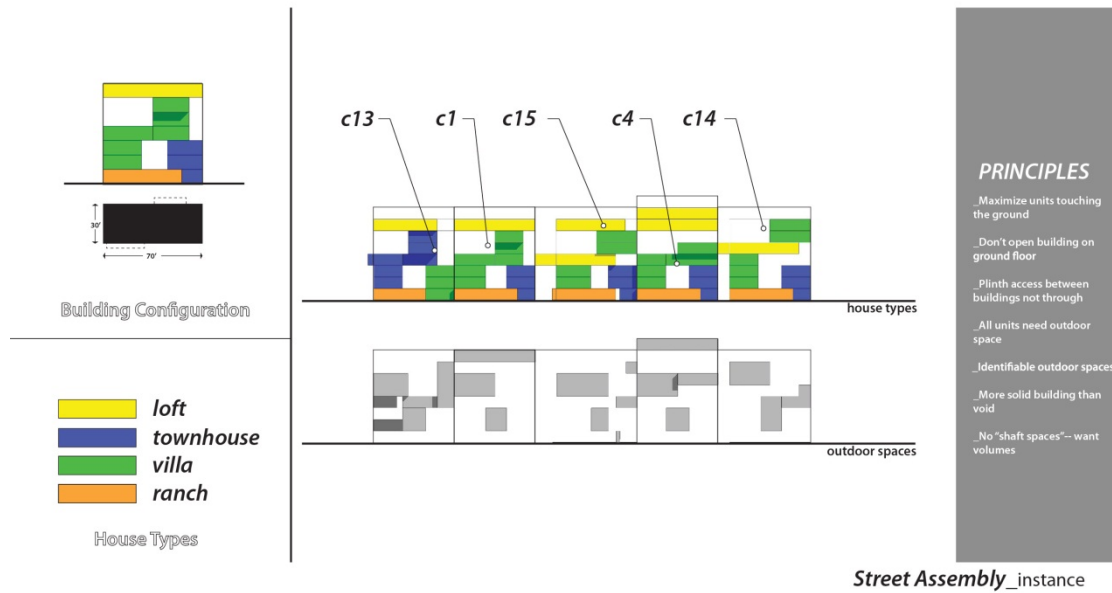 30'
70'
Building Configuration
loft
townhouse
villa
ranch
House Types
c13
c1
c15
c4
c14
house types
outdoor spaces
PRINCIPLES
_Maximize units touching
the ground
_Don't open building on
ground floor
_Plinth access between
buildings not through
_All units need outdoor
space
_Identifiable outdoor spaces
_More solid building than
void
_No "shaft spaces"-- want
volumes
Street Assembly_instance